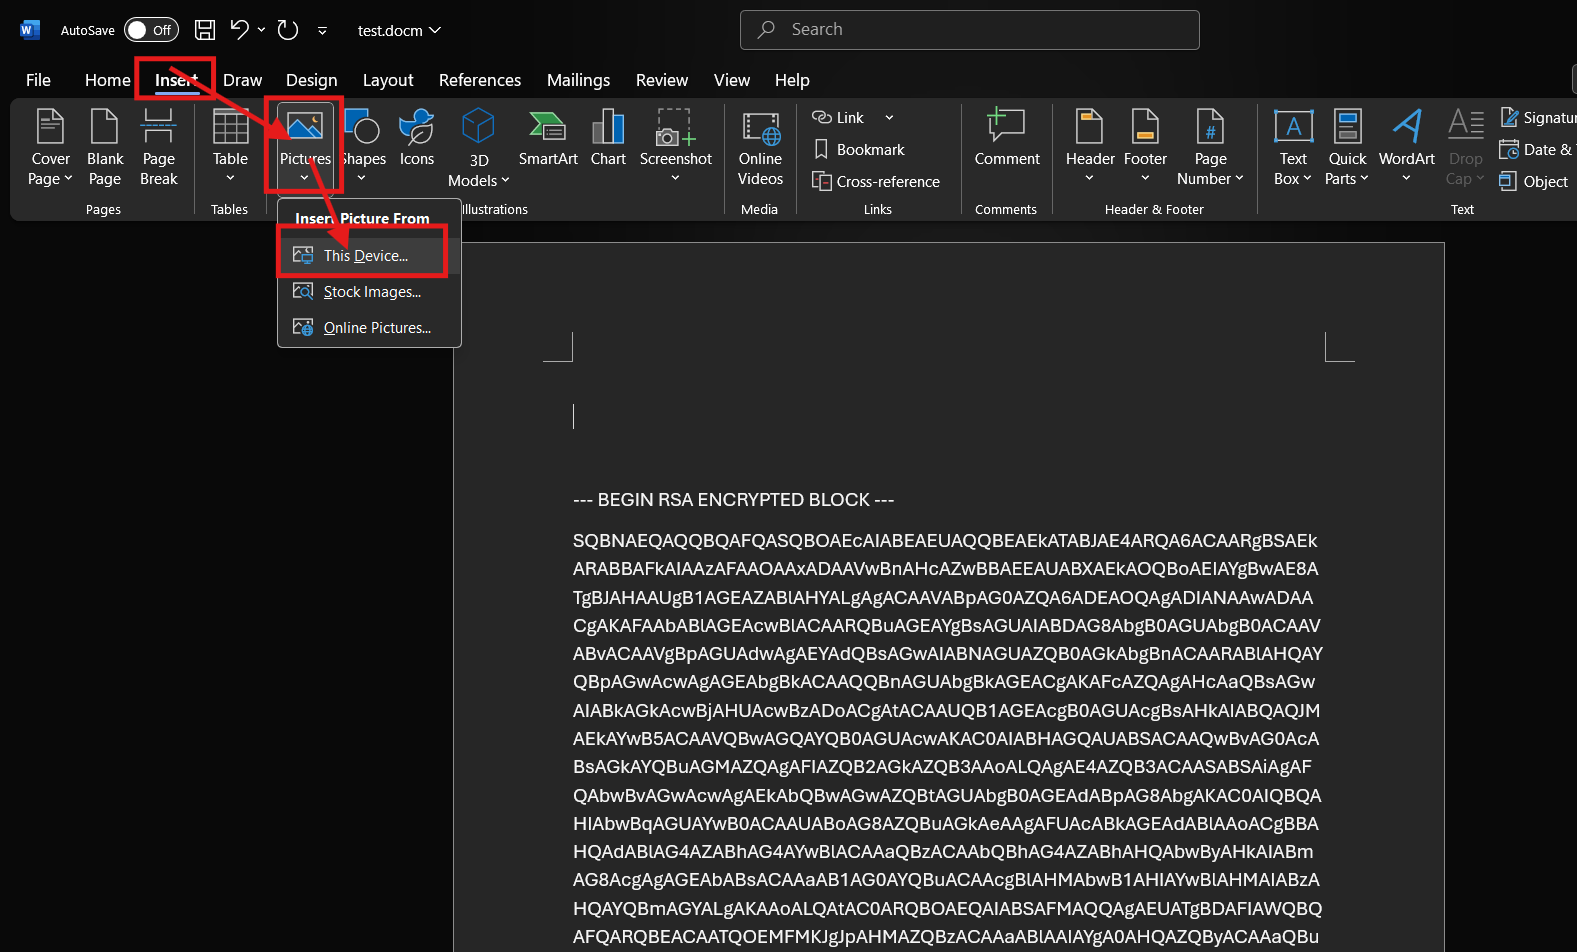 AutoSave Off test.docm Search
File Home Insert Draw Design Layout References Mailings Review View Help
Cover Page
Blank Page
Page Break
Pages
Table
Tables
Pictures
Shapes
Icons
3D Models
SmartArt
Chart
Screenshot
Illustrations
Online Videos
Media
Link
Bookmark
Cross-reference
Links
Comment
Comments
Header
Footer
Page Number
Header & Footer
Text Box
Quick Parts
WordArt
Drop Cap
Signatur
Date &
Object
Text
Insert Picture From
This Device...
Stock Images...
Online Pictures...
--- BEGIN RSA ENCRYPTED BLOCK ---
SQBNAEQAQQBQAFQASQBOAEcAIABEAEUAQQBEAEkATABJAE4ARQA6ACAARgBSAEk
ARABBAFkAIAAzAFAAOAAxADAAVwBnAHcAZwBBAEEAUABXAEkAOQBoAEIAYgBwAE8A
TgBJAHAAUgB1AGEAZABlAHYALgAgACAAVABpAG0AZQA6ADEAOQAgADIANAAwADAA
CgAKAFAAbABlAGEAcwBlACAARQBuAGEAYgBsAGUAIABDAG8AbgB0AGUAbgB0ACAAV
ABvACAAVgBpAGUAdwAgAEYAdQBsAGwAIABNAGUAZQB0AGkAbgBnACAARABlAHQAY
QBpAGwAcwAgAGEAbgBkACAAQQBnAGUAbgBkAGEACgAKAFcAZQAgAHcAaQBsAGw
AIABkAGkAcwBjAHUAcwBzADoACgAtACAAUQB1AGEAcgB0AGUAcgBsAHkAIABQAQJM
AEkAYwB5ACAAVQBwAGQAYQB0AGUAcwAKAC0AIABHAGQAUABSACAAQwBvAG0AcA
BsAGkAYQBuAGMAZQAgAFIAZQB2AGkAZQB3AAoALQAgAE4AZQB3ACAASABSAiAgAF
QAbwBvAGwAcwAgAEkAbQBwAGwAZQBtAGUAbgB0AGEAdABpAG8AbgAKAC0AIQBQA
HIAbwBqAGUAYwB0ACAAUABoAG8AZQBuAGkAeAAgAFUAcABkAGEAdABlAAoACgBBA
HQAdABlAG4AZABhAG4AYwBlACAAaQBzACAAbQBhAG4AZABhAHQAbwByAHkAIABm
AG8AcgAgAGEAbABsACAAaAB1AG0AYQBuACAAcgBlAHMAbwB1AHIAYwBlAHMAIABzA
HQAYQBmAGYALgAKAAoALQAtAC0ARQBOAEQAIABSAFMAQQAgAEUATgBDAFIAWQBQ
AFQARQBEACAATQOEMFMKJgJpAHMAZQBzACAAaABlAAIAYgA0AHQAZQByACAAaQBu